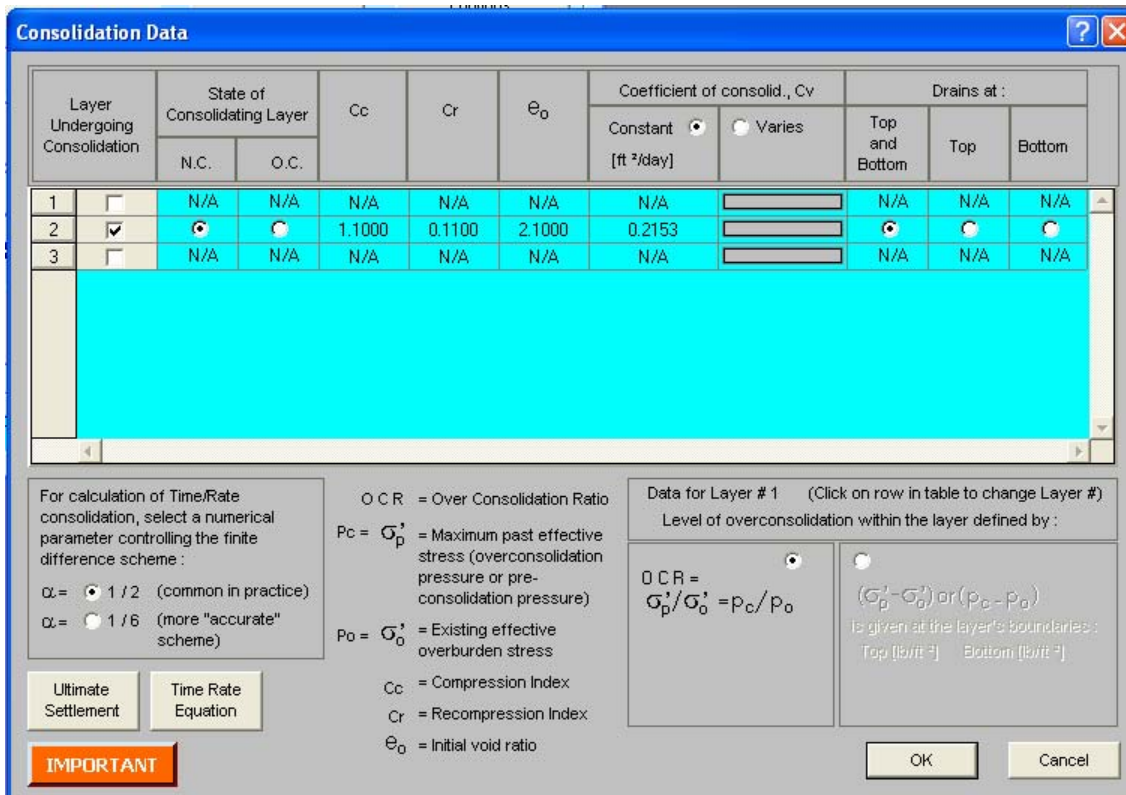 Consolidation Data
Layer
Undergoing
Consolidation
State of
Consolidating Layer
N.C.
O.C.
Cc
Cr
eo
Coefficient of consolid., Cv
Constant
[ft ²/day]
Varies
Drains at :
Top
and
Bottom
Top
Bottom
1 N/A N/A N/A N/A N/A N/A N/A N/A N/A
2 1.1000 0.1100 2.1000 0.2153
3 N/A N/A N/A N/A N/A N/A N/A N/A N/A
For calculation of Time/Rate
consolidation, select a numerical
parameter controlling the finite
difference scheme :
α = 1 / 2 (common in practice)
α = 1 / 6 (more "accurate"
scheme)
Ultimate
Settlement
Time Rate
Equation
IMPORTANT
O C R = Over Consolidation Ratio
Pc = σp' = Maximum past effective
stress (overconsolidation
pressure or pre-
consolidation pressure)
Po = σo' = Existing effective
overburden stress
Cc = Compression Index
Cr = Recompression Index
eo = Initial void ratio
Data for Layer # 1 (Click on row in table to change Layer #)
Level of overconsolidation within the layer defined by :
O C R =
σp'/σo' = pc/po
(σp'-σo') or (pc - po)
is given at the layer's boundaries :
Top [lb/ft ²] Bottom [lb/ft ²]
OK
Cancel